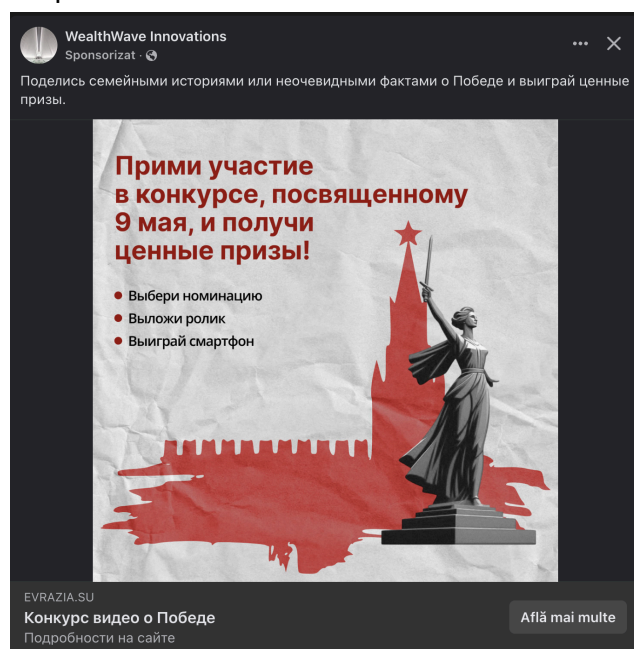 WealthWave Innovations
Sponsorizat ·
Поделись семейными историями или неочевидными фактами о Победе и выиграй ценные
призы.
Прими участие
в конкурсе, посвященному
9 мая, и получи
ценные призы!
• Выбери номинацию
• Выложи ролик
• Выиграй смартфон
EVRAZIA.SU
Конкурс видео о Победе
Подробности на сайте
Află mai multe